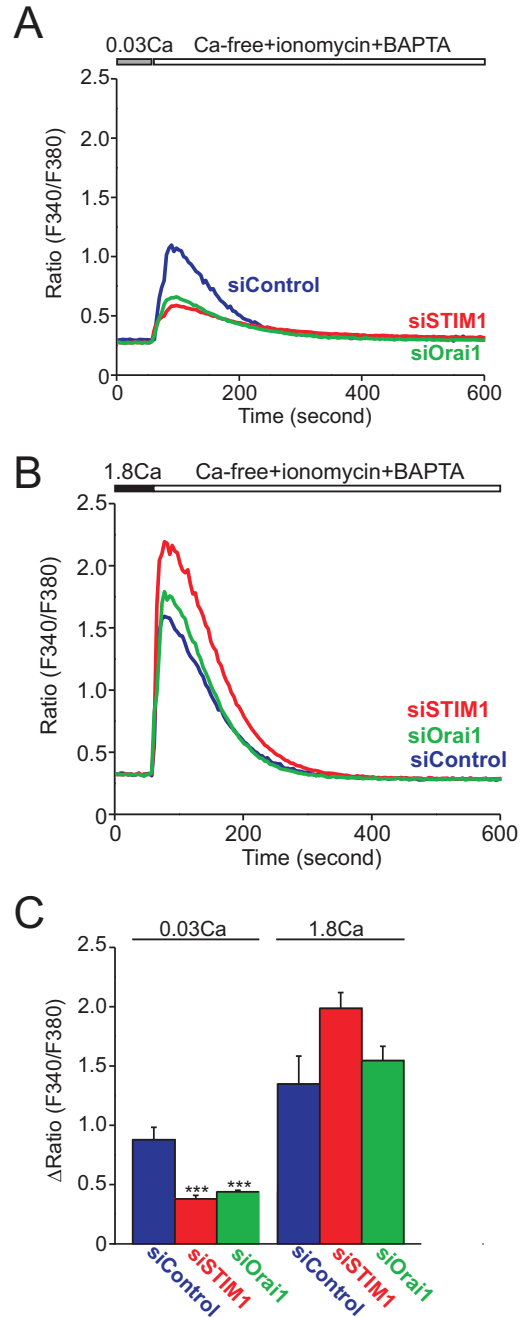 A
0.03Ca Ca-free+ionomycin+BAPTA
2.5
2.0
1.5
1.0
0.5
0
Ratio (F340/F380)
siControl
siSTIM1
siOrai1
0 200 400 600
Time (second)
B
1.8Ca Ca-free+ionomycin+BAPTA
2.5
2.0
1.5
1.0
0.5
0
Ratio (F340/F380)
siSTIM1
siOrai1
siControl
0 200 400 600
Time (second)
C
0.03Ca 1.8Ca
2.5
2.0
1.5
1.0
0.5
0
ΔRatio (F340/F380)
*** ***
siControl siSTIM1 siOrai1 siControl siSTIM1 siOrai1